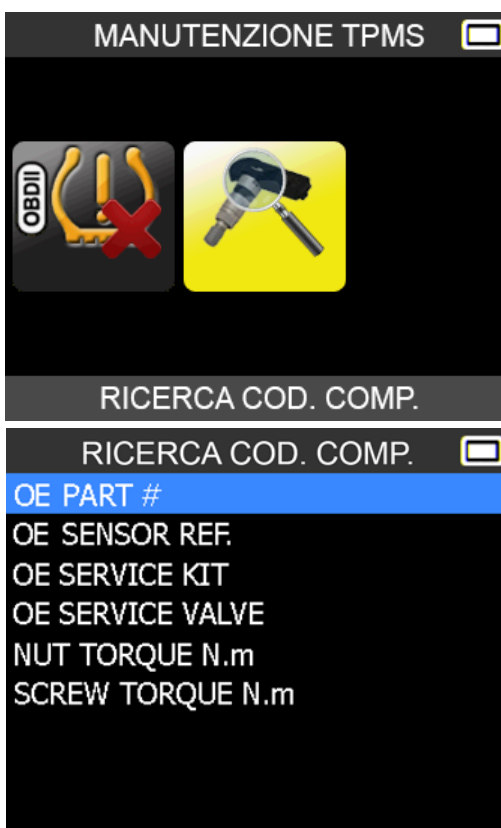 MANUTENZIONE TPMS
OBDII
RICERCA COD. COMP.
RICERCA COD. COMP.
OE PART #
OE SENSOR REF.
OE SERVICE KIT
OE SERVICE VALVE
NUT TORQUE N.m
SCREW TORQUE N.m